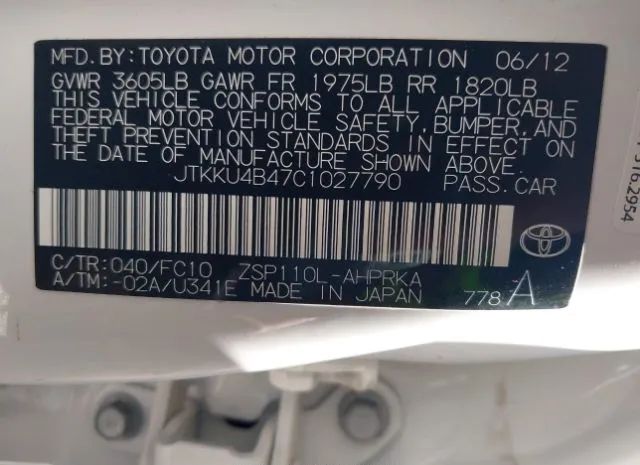 MFD. BY: TOYOTA MOTOR CORPORATION 06/12
GVWR 3605LB GAWR FR 1975LB RR 1820LB
THIS VEHICLE CONFORMS TO ALL APPLICABLE
FEDERAL MOTOR VEHICLE SAFETY, BUMPER, AND
THEFT PREVENTION STANDARDS IN EFFECT ON
THE DATE OF MANUFACTURE SHOWN ABOVE.
JTKKU4B47C1027790 PASS. CAR
C/TR: 040/FC10 ZSP110L-AHPRKA
A/TM: -02A/U341E MADE IN JAPAN 778 A